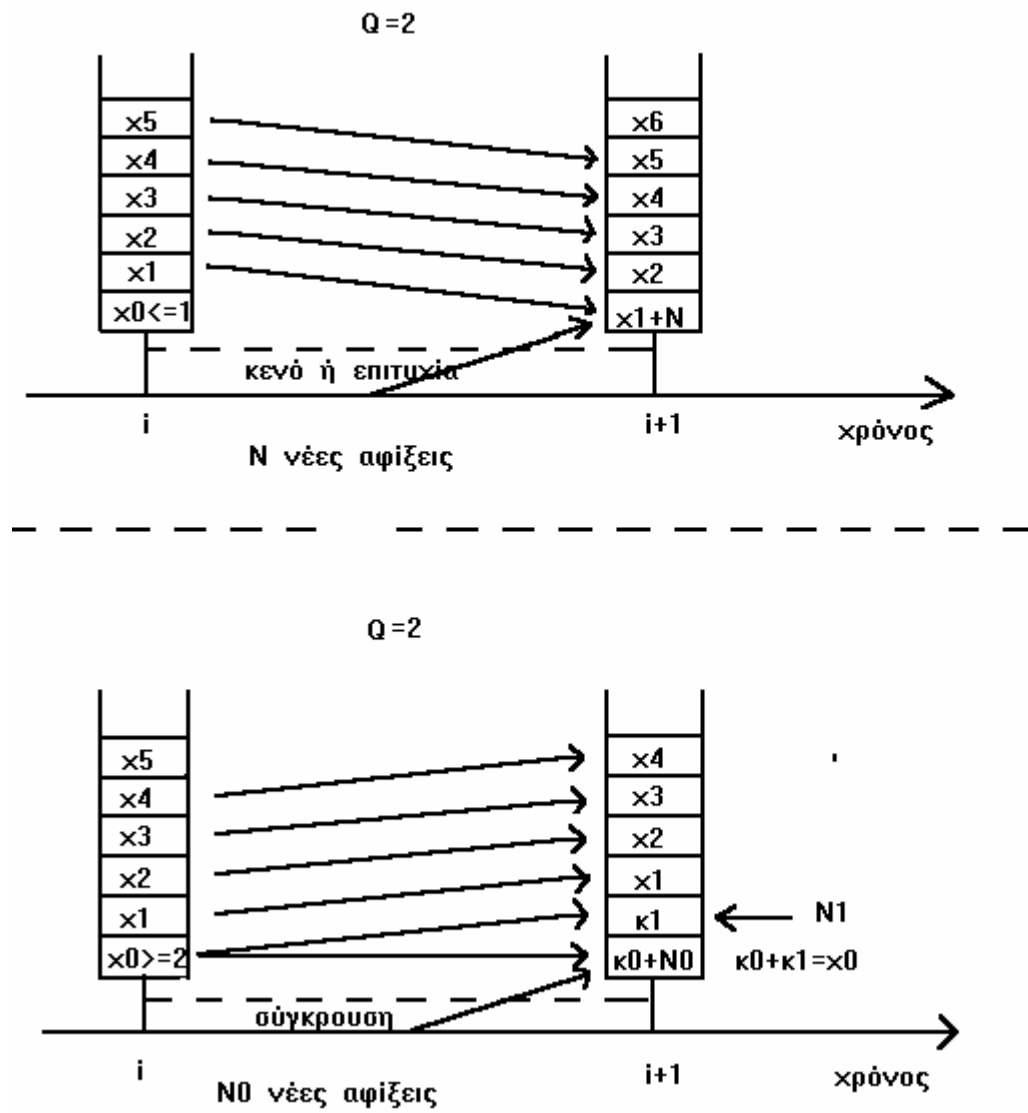 Q=2
x5 x6
x4 x5
x3 x4
x2 x3
x1 x2
x0<=1 x1+N
κενό ή επιτυχία
i i+1 χρόνος
N νέες αφίξεις
Q=2
x5 x4
x4 x3
x3 x2
x2 x1
x1 κ1 N1
x0>=2 κ0+N0 κ0+κ1=x0
σύγκρουση
i i+1 χρόνος
N0 νέες αφίξεις